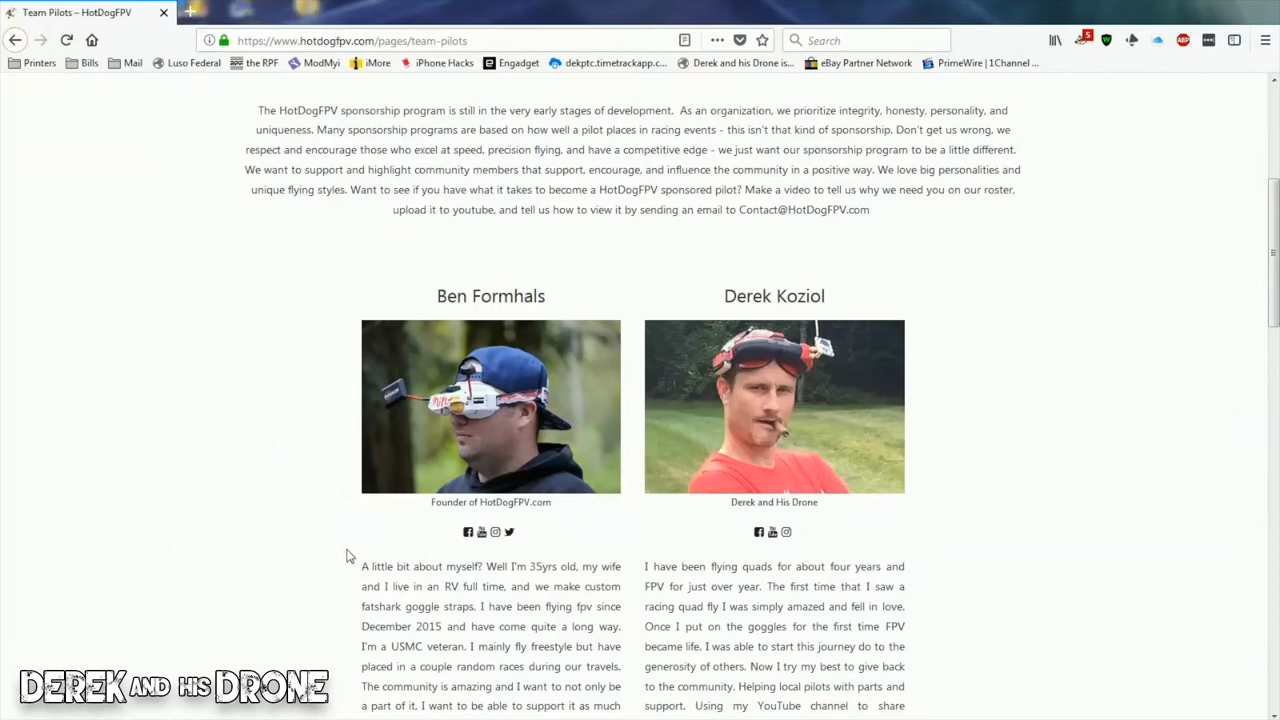 Team Pilots – HotDogFPV
https://www.hotdogfpv.com/pages/team-pilots
Search
5
ABP
Printers Bills Mail Luso Federal the RPF ModMyi iMore iPhone Hacks Engadget dekptc.timetrackapp.c... Derek and his Drone is... eBay Partner Network PrimeWire | 1Channel ...
The HotDogFPV sponsorship program is still in the very early stages of development. As an organization, we prioritize integrity, honesty, personality, and
uniqueness. Many sponsorship programs are based on how well a pilot places in racing events - this isn't that kind of sponsorship. Don't get us wrong, we
respect and encourage those who excel at speed, precision flying, and have a competitive edge - we just want our sponsorship program to be a little different.
We want to support and highlight community members that support, encourage, and influence the community in a positive way. We love big personalities and
unique flying styles. Want to see if you have what it takes to become a HotDogFPV sponsored pilot? Make a video to tell us why we need you on our roster,
upload it to youtube, and tell us how to view it by sending an email to Contact@HotDogFPV.com
Ben Formhals
Founder of HotDogFPV.com
A little bit about myself? Well I'm 35yrs old, my wife
and I live in an RV full time, and we make custom
fatshark goggle straps. I have been flying fpv since
December 2015 and have come quite a long way.
I'm a USMC veteran. I mainly fly freestyle but have
placed in a couple random races during our travels.
The community is amazing and I want to not only be
a part of it, I want to be able to support it as much
Derek Koziol
Derek and His Drone
I have been flying quads for about four years and
FPV for just over year. The first time that I saw a
racing quad fly I was simply amazed and fell in love.
Once I put on the goggles for the first time FPV
became life. I was able to start this journey do to the
generosity of others. Now I try my best to give back
to the community. Helping local pilots with parts and
support. Using my YouTube channel to share
DEREK AND HIS DRONE